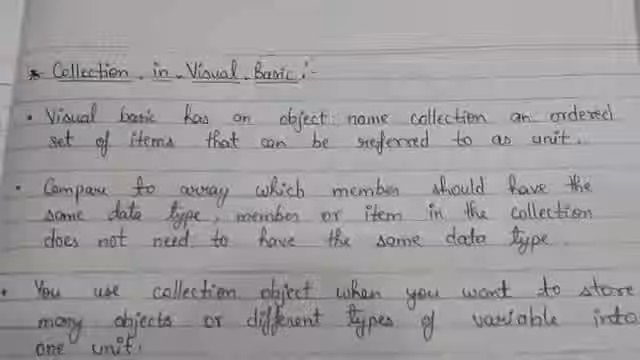 * Collection in Visual Basic :-
• Visual basic has an object name collection an ordered
set of items that can be referred to as unit.
• Compare to array which member should have the
same data type, member or item in the collection
does not need to have the same data type
• You use collection object when you want to store
many objects or different types of variable into
one unit.